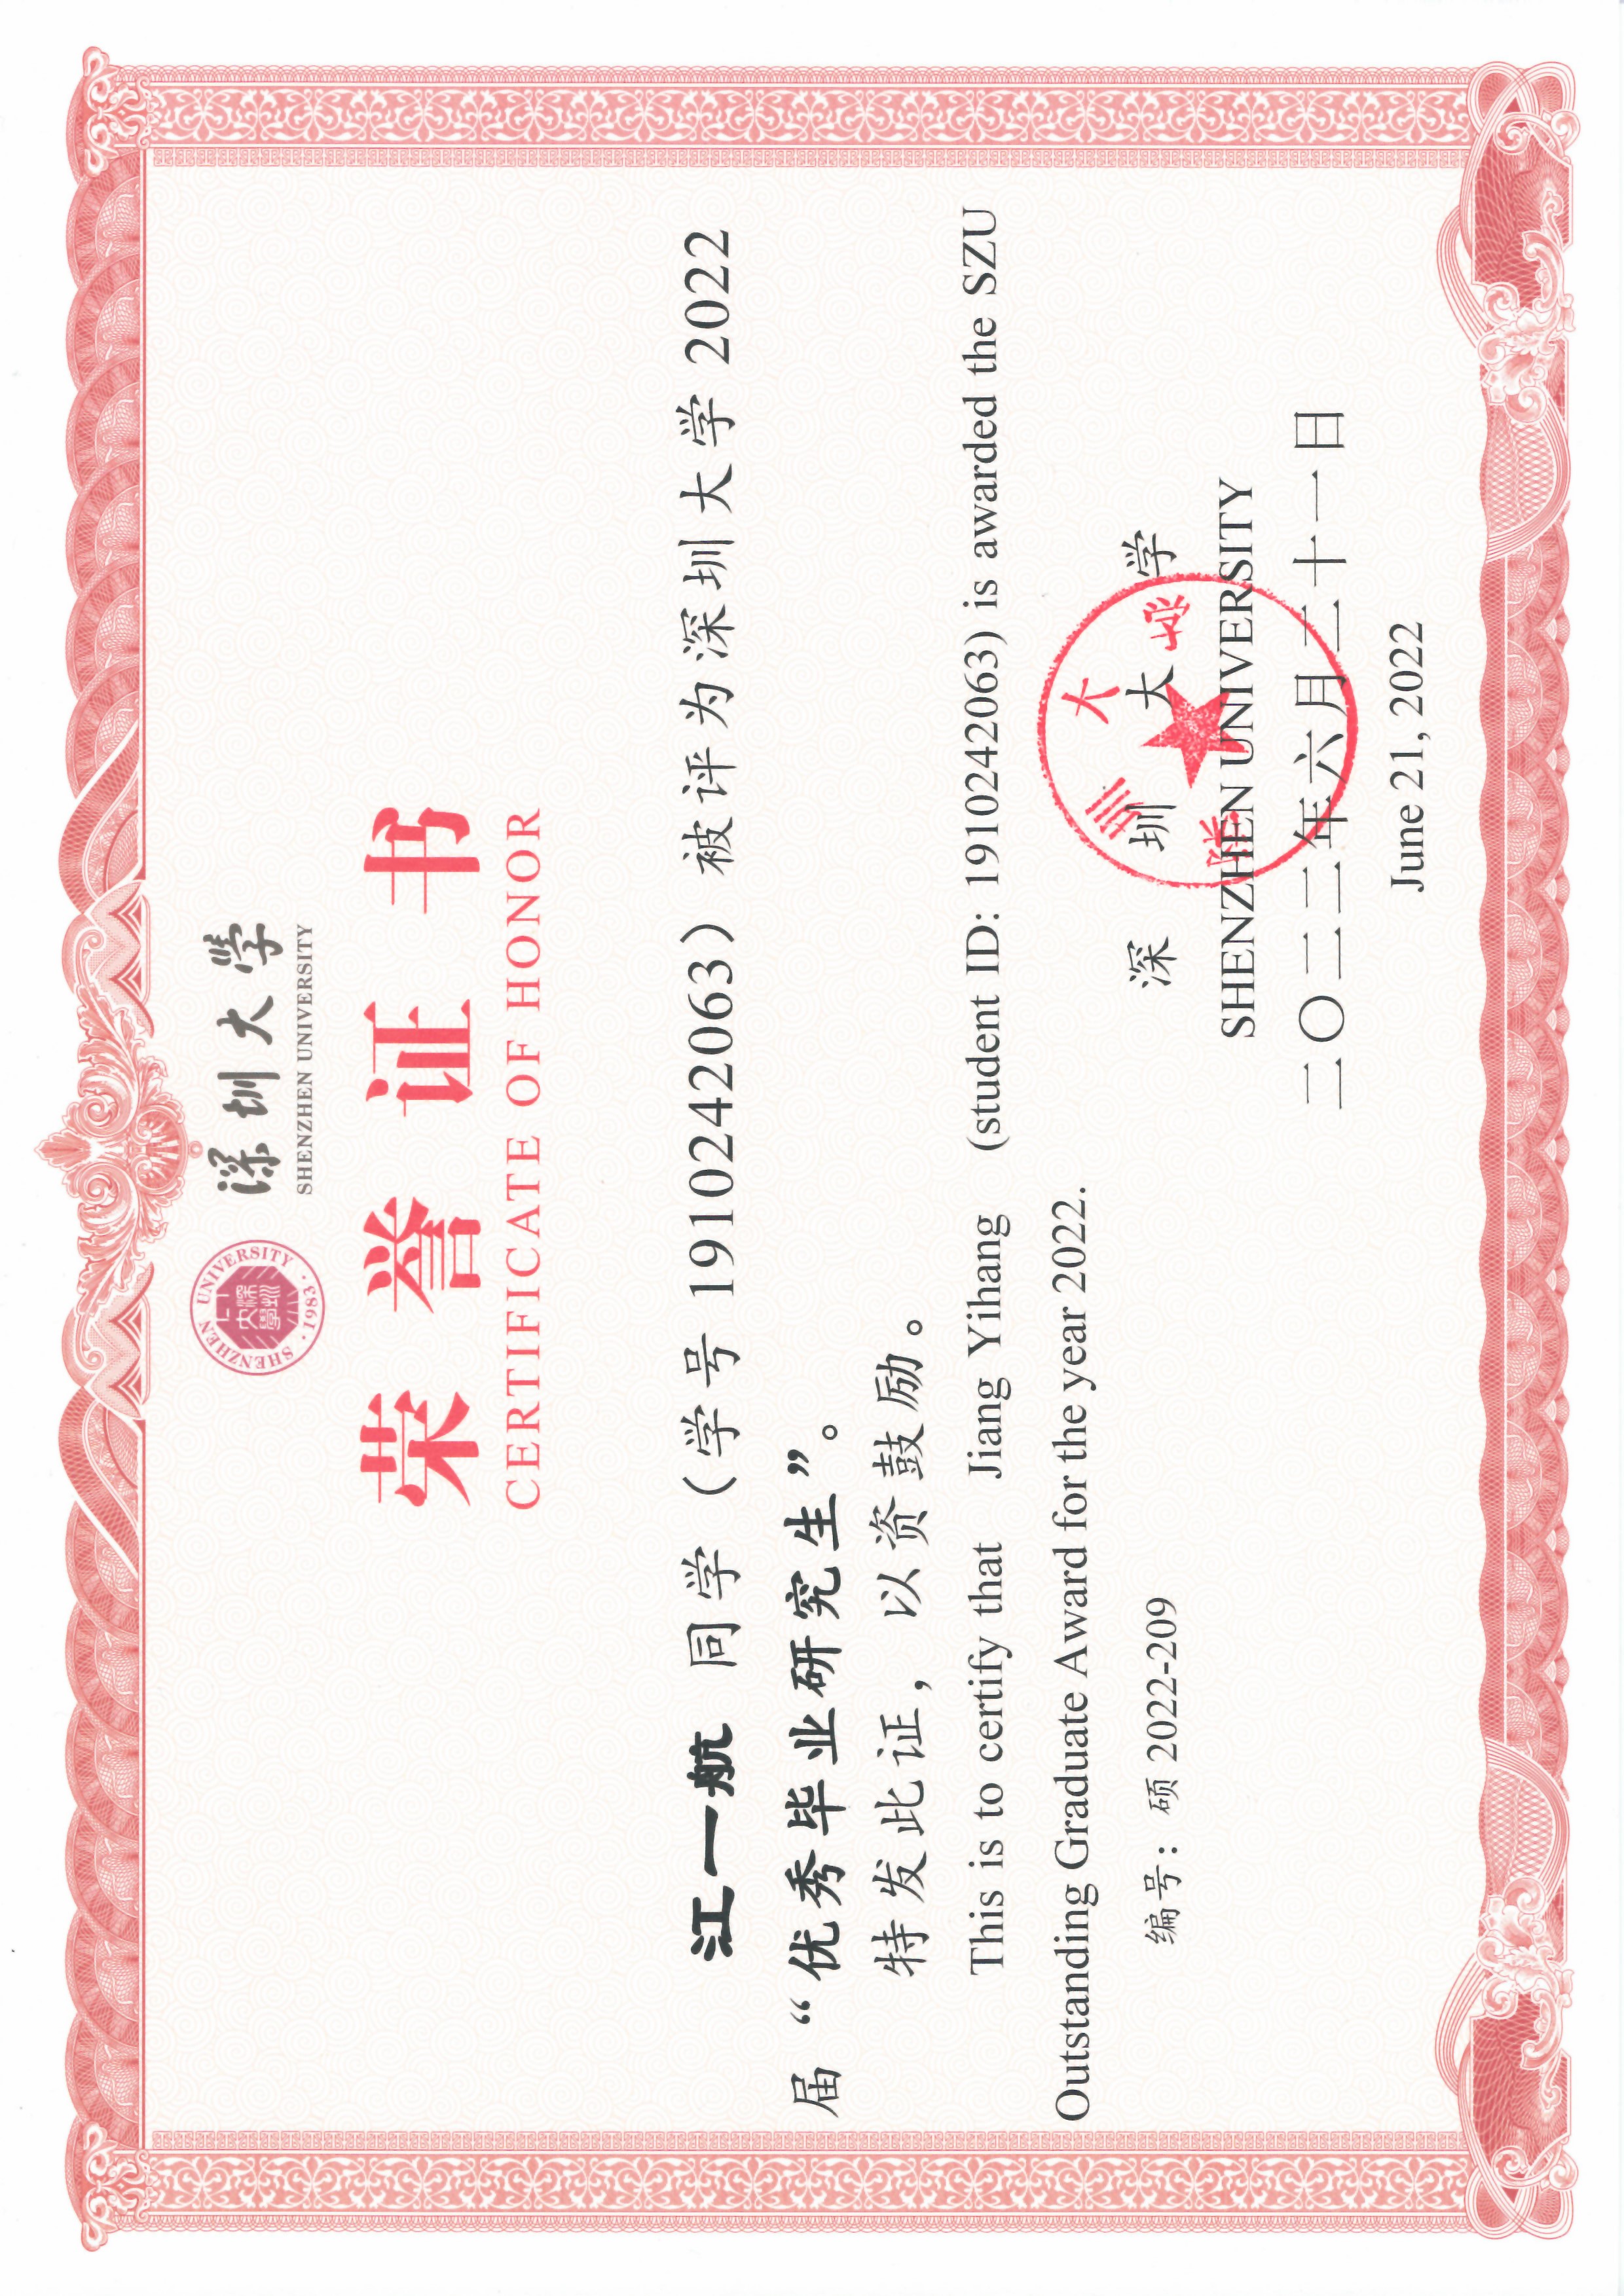 SHENZHEN UNIVERSITY
深圳大學
·1983·
深圳大學
SHENZHEN UNIVERSITY
荣誉证书
CERTIFICATE OF HONOR
江一航 同学（学号 1910242063）被评为深圳大学 2022
届“优秀毕业研究生”。
特发此证，以资鼓励。
This is to certify that Jiang Yihang (student ID: 1910242063) is awarded the SZU
Outstanding Graduate Award for the year 2022.
编号：硕 2022-209
深圳大学
深圳大学
SHENZHEN UNIVERSITY
二〇二二年六月二十一日
June 21, 2022